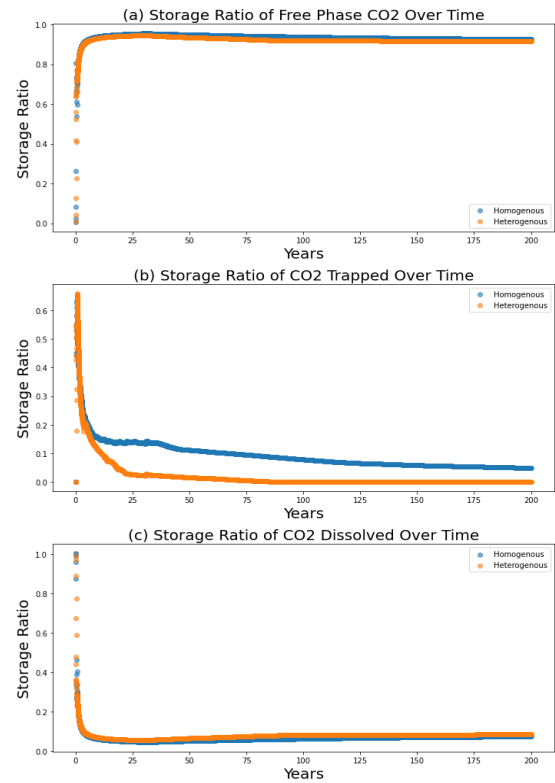 (a) Storage Ratio of Free Phase CO2 Over Time
Storage Ratio
1.0
0.8
0.6
0.4
0.2
0.0
Homogenous
Heterogenous
0 25 50 75 100 125 150 175 200
Years
(b) Storage Ratio of CO2 Trapped Over Time
Storage Ratio
0.6
0.5
0.4
0.3
0.2
0.1
0.0
Homogenous
Heterogenous
0 25 50 75 100 125 150 175 200
Years
(c) Storage Ratio of CO2 Dissolved Over Time
Storage Ratio
1.0
0.8
0.6
0.4
0.2
0.0
Homogenous
Heterogenous
0 25 50 75 100 125 150 175 200
Years